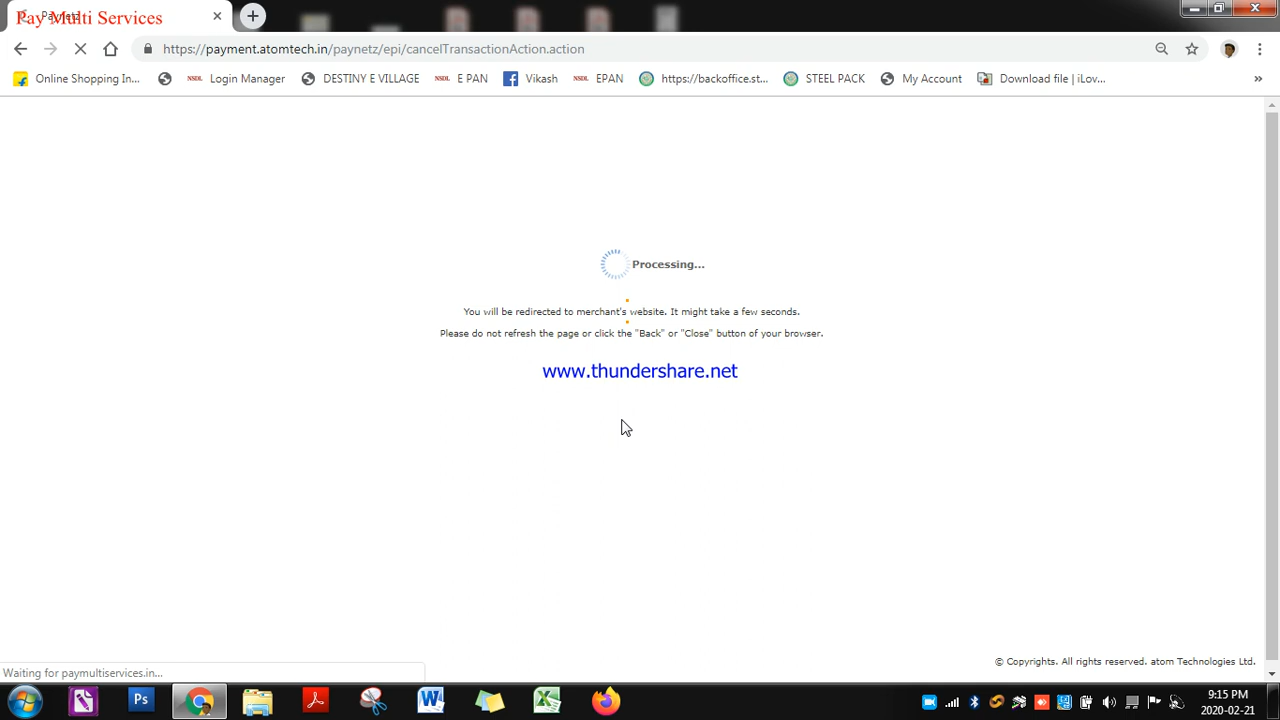 Pay Multi Services
https://payment.atomtech.in/paynetz/epi/cancelTransactionAction.action
Online Shopping In...
NSDL Login Manager
DESTINY E VILLAGE
NSDL E PAN
Vikash
NSDL EPAN
https://backoffice.st...
STEEL PACK
My Account
Download file | iLov...
»
Processing...
You will be redirected to merchant's website. It might take a few seconds.
Please do not refresh the page or click the "Back" or "Close" button of your browser.
www.thundershare.net
© Copyrights. All rights reserved. atom Technologies Ltd.
Waiting for paymultiservices.in...
Ps
9:15 PM
2020-02-21